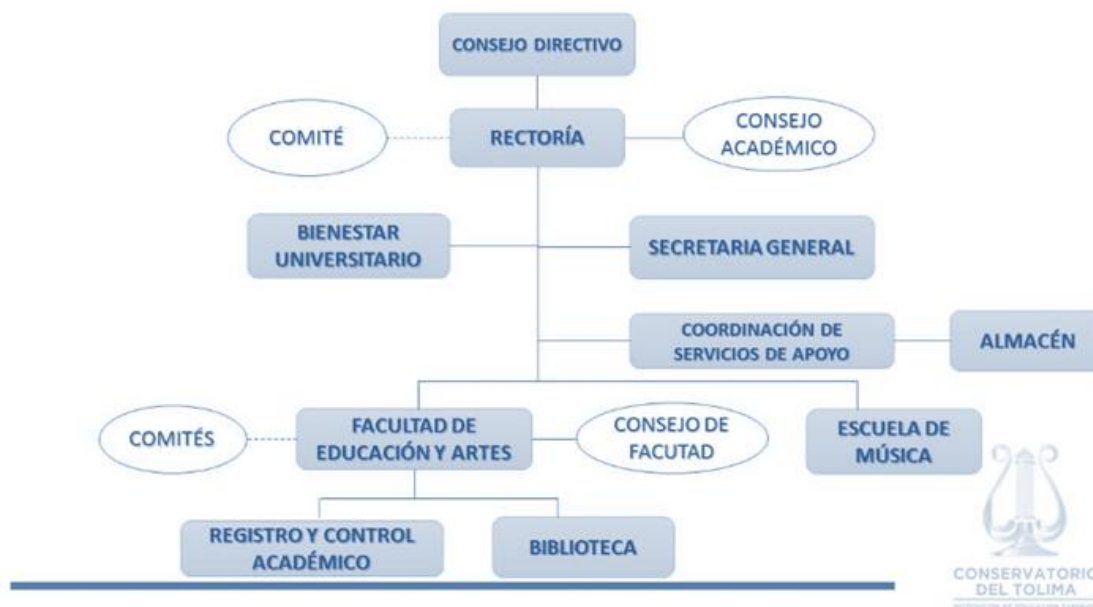 CONSEJO DIRECTIVO
COMITÉ
RECTORÍA
CONSEJO
ACADÉMICO
BIENESTAR
UNIVERSITARIO
SECRETARIA GENERAL
COORDINACIÓN DE
SERVICIOS DE APOYO
ALMACÉN
COMITÉS
FACULTAD DE
EDUCACIÓN Y ARTES
CONSEJO DE
FACUTAD
ESCUELA DE
MÚSICA
REGISTRO Y CONTROL
ACADÉMICO
BIBLIOTECA
CONSERVATORIO
DEL TOLIMA